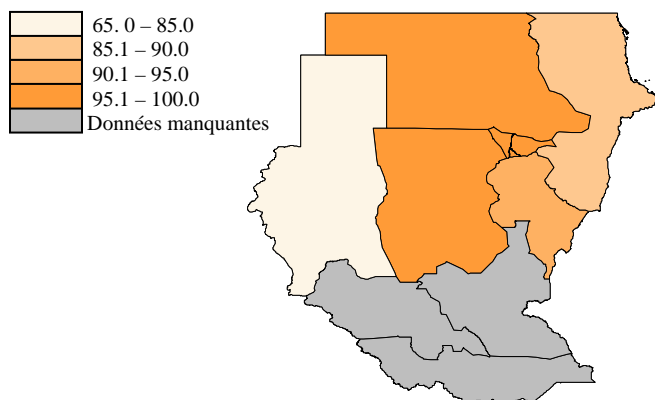 65. 0 – 85.0
85.1 – 90.0
90.1 – 95.0
95.1 – 100.0
Données manquantes